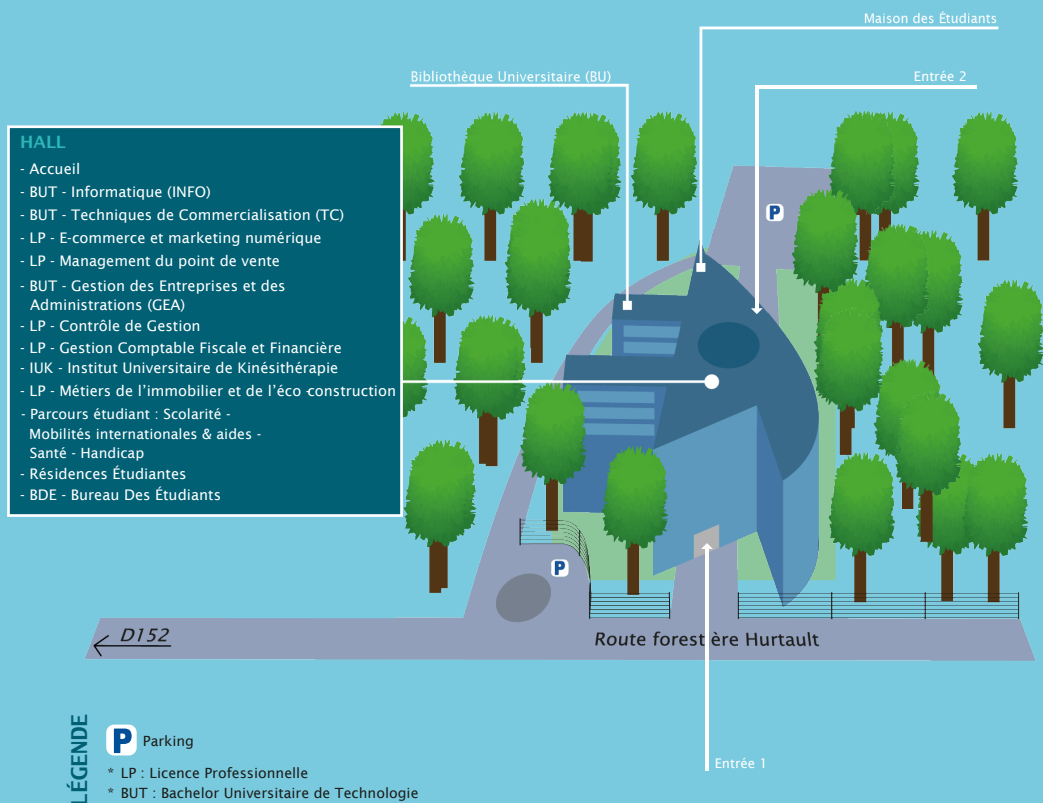 Maison des Étudiants
Bibliothèque Universitaire (BU)
Entrée 2
HALL
- Accueil
- BUT - Informatique (INFO)
- BUT - Techniques de Commercialisation (TC)
- LP - E-commerce et marketing numérique
- LP - Management du point de vente
- BUT - Gestion des Entreprises et des
Administrations (GEA)
- LP - Contrôle de Gestion
- LP - Gestion Comptable Fiscale et Financière
- IUK - Institut Universitaire de Kinésithérapie
- LP - Métiers de l'immobilier et de l'éco-construction
- Parcours étudiant : Scolarité -
Mobilités internationales & aides -
Santé - Handicap
- Résidences Étudiantes
- BDE - Bureau Des Étudiants
P
P
D152
Route forestière Hurtault
Entrée 1
LÉGENDE
P Parking
* LP : Licence Professionnelle
* BUT : Bachelor Universitaire de Technologie